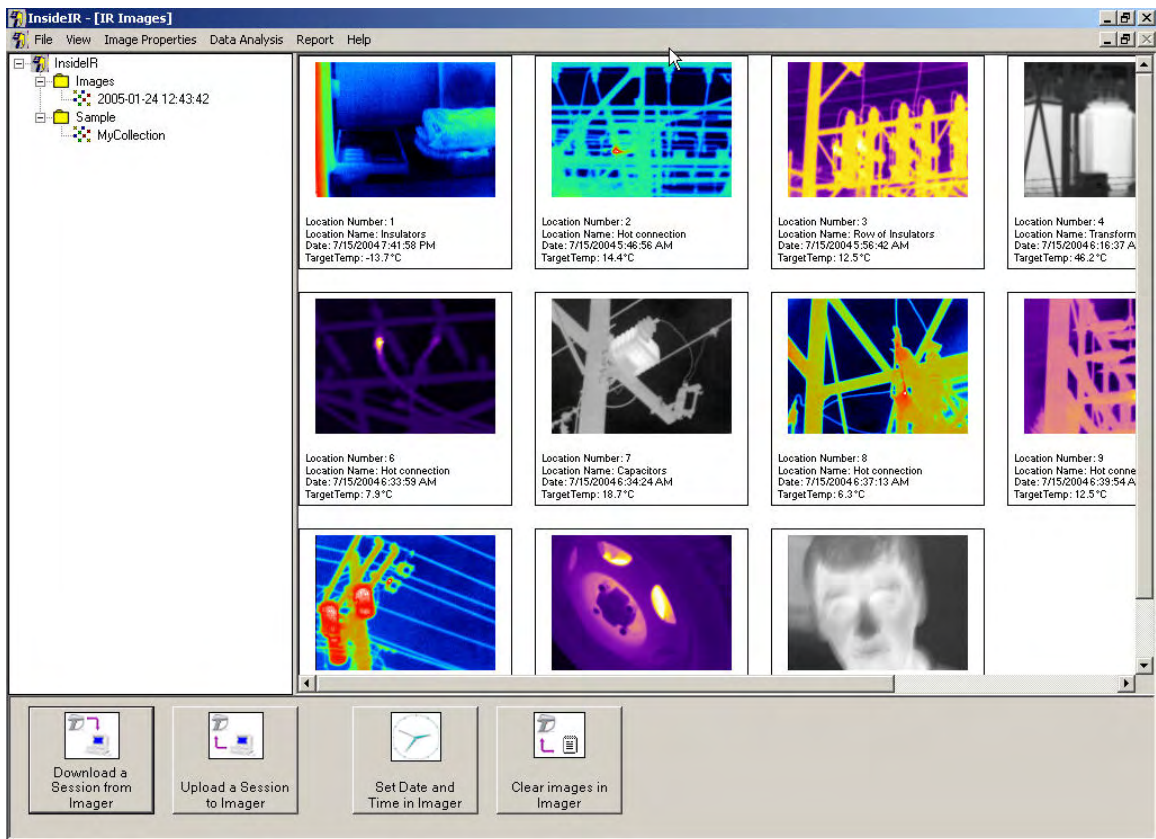 InsideIR - [IR Images]
File View Image Properties Data Analysis Report Help
InsideIR
Images
2005-01-24 12:43:42
Sample
MyCollection
Location Number: 1
Location Name: Insulators
Date: 7/15/2004 7:41:58 PM
TargetTemp: -13.7°C
Location Number: 2
Location Name: Hot connection
Date: 7/15/2004 5:46:56 AM
TargetTemp: 14.4°C
Location Number: 3
Location Name: Row of Insulators
Date: 7/15/2004 5:56:42 AM
TargetTemp: 12.5°C
Location Number: 4
Location Name: Transform
Date: 7/15/2004 6:16:37 A
TargetTemp: 46.2°C
Location Number: 6
Location Name: Hot connection
Date: 7/15/2004 6:33:59 AM
TargetTemp: 7.9°C
Location Number: 7
Location Name: Capacitors
Date: 7/15/2004 6:34:24 AM
TargetTemp: 18.7°C
Location Number: 8
Location Name: Hot connection
Date: 7/15/2004 6:37:13 AM
TargetTemp: 6.3°C
Location Number: 9
Location Name: Hot conne
Date: 7/15/2004 6:39:54 A
TargetTemp: 12.5°C
Download a
Session from
Imager
Upload a Session
to Imager
Set Date and
Time in Imager
Clear images in
Imager